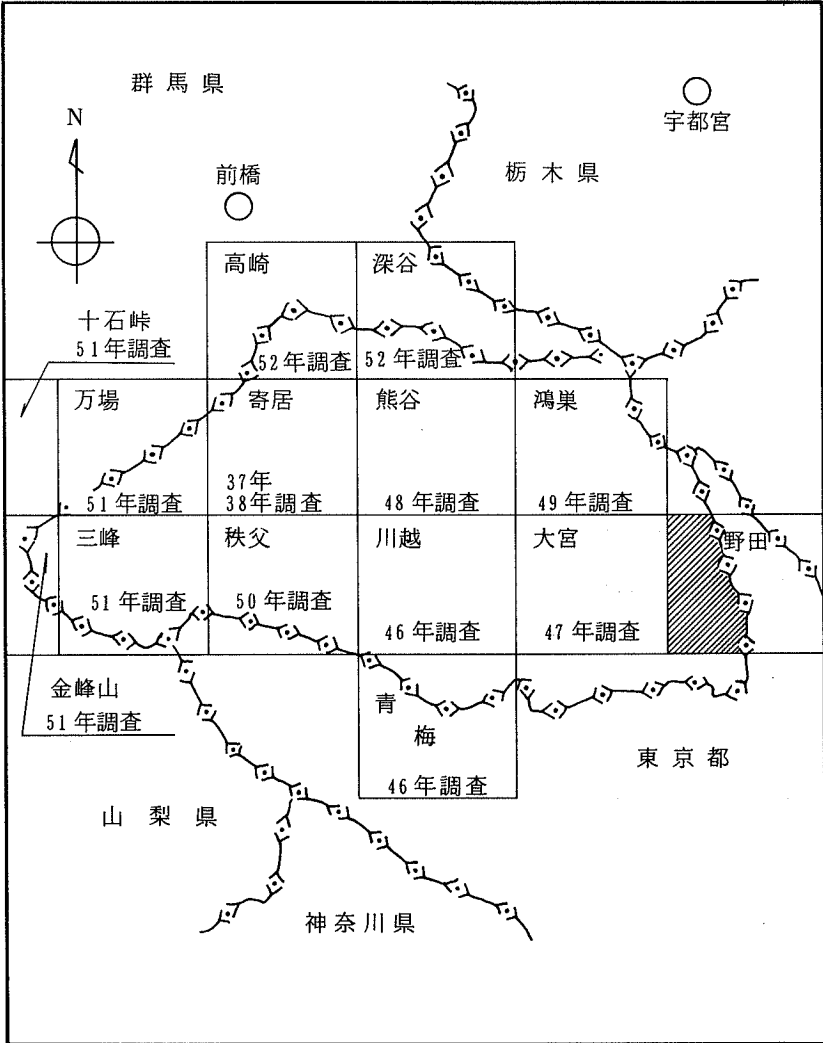 群馬県
宇都宮
N
前橋
栃木県
高崎
深谷
十石峠
51年調査
52年調査
52年調査
万場
寄居
熊谷
鴻巣
37年
51年調査
38年調査
48年調査
49年調査
三峰
秩父
川越
大宮
野田
51年調査
50年調査
46年調査
47年調査
金峰山
51年調査
青梅
東京都
46年調査
山梨県
神奈川県